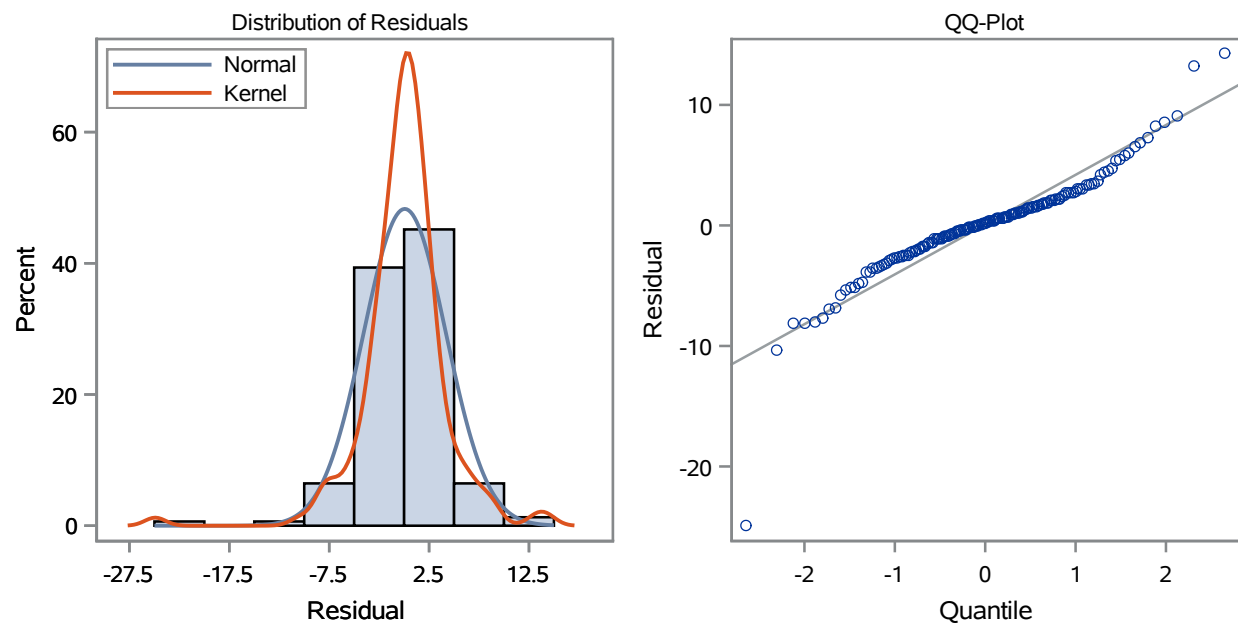 Distribution of Residuals
Normal
Kernel
Percent
60
40
20
0
-27.5 -17.5 -7.5 2.5 12.5
Residual
QQ-Plot
Residual
10
0
-10
-20
-2 -1 0 1 2
Quantile